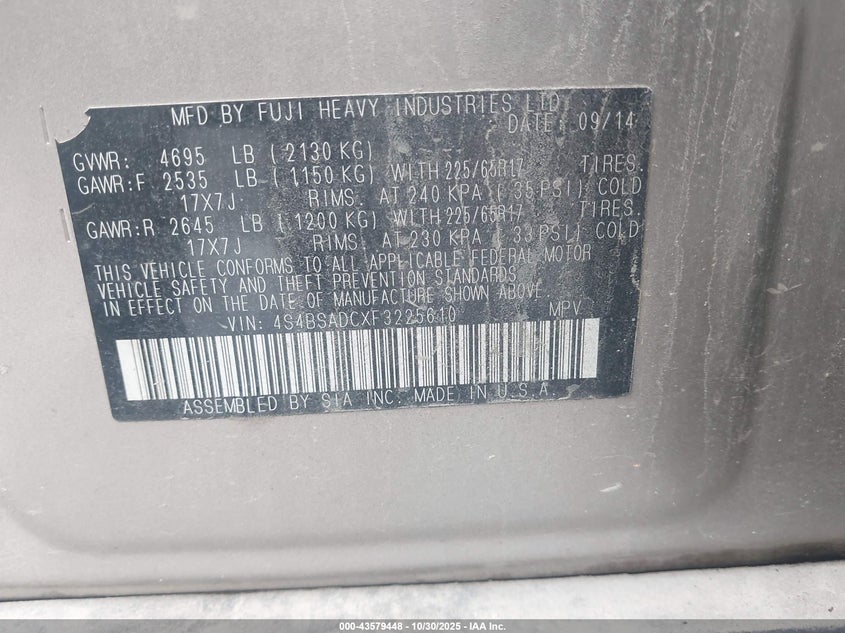 MFD BY FUJI HEAVY INDUSTRIES LTD.
DATE: 09/14
GVWR: 4695 LB (2130 KG)
GAWR:F 2535 LB (1150 KG) WITH 225/65R17 TIRES.
17X7J RIMS. AT 240 KPA (35 PSI) COLD
GAWR:R 2645 LB (1200 KG) WITH 225/65R17 TIRES.
17X7J RIMS. AT 230 KPA (33 PSI) COLD
THIS VEHICLE CONFORMS TO ALL APPLICABLE FEDERAL MOTOR
VEHICLE SAFETY AND THEFT PREVENTION STANDARDS
IN EFFECT ON THE DATE OF MANUFACTURE SHOWN ABOVE.
VIN: 4S4BSADCXF3225610 MPV
ASSEMBLED BY SIA INC. MADE IN U.S.A.
000-43579448 - 10/30/2025 - IAA Inc.